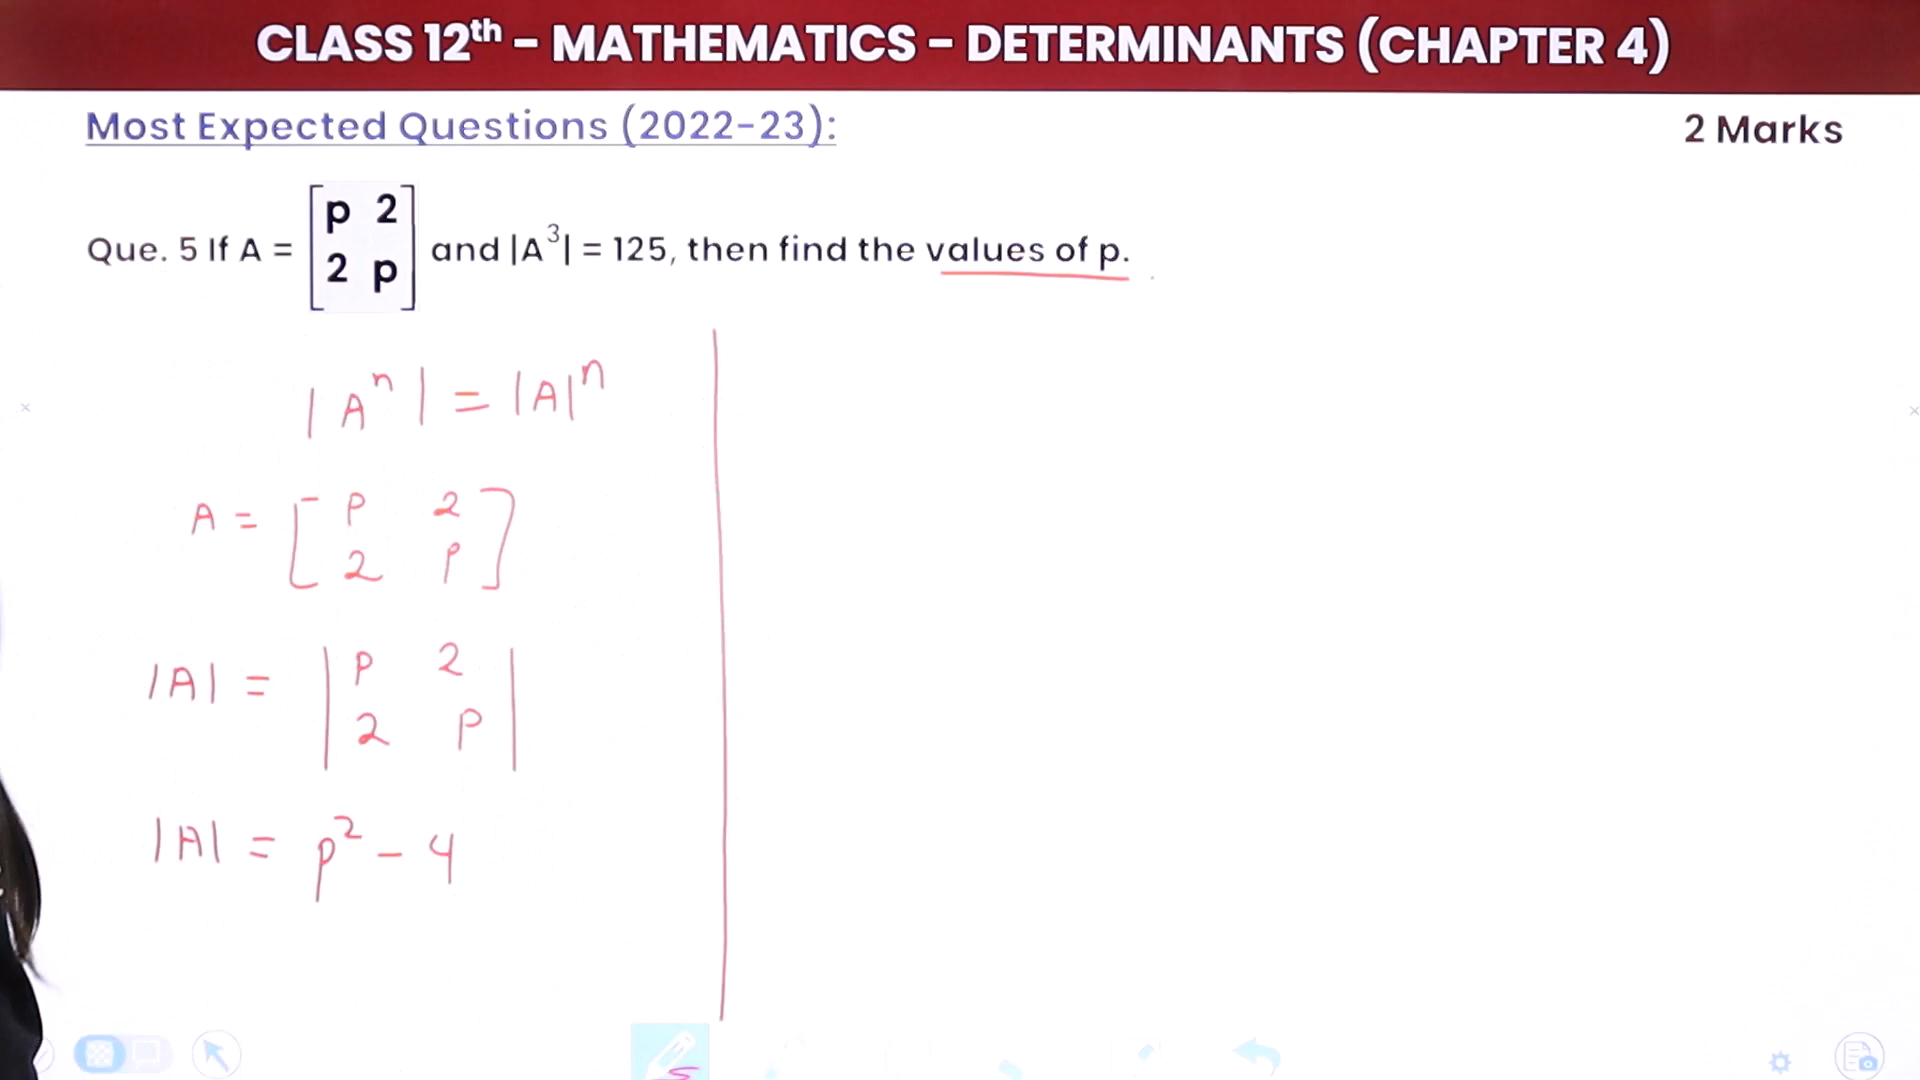 CLASS 12th – MATHEMATICS – DETERMINANTS (CHAPTER 4)
Most Expected Questions (2022-23):
2 Marks
Que. 5 If A = [p 2
2 p] and |A³| = 125, then find the values of p.
|Aⁿ| = |A|ⁿ
A = [P 2
2 P]
|A| = |P 2
2 P|
|A| = p² - 4